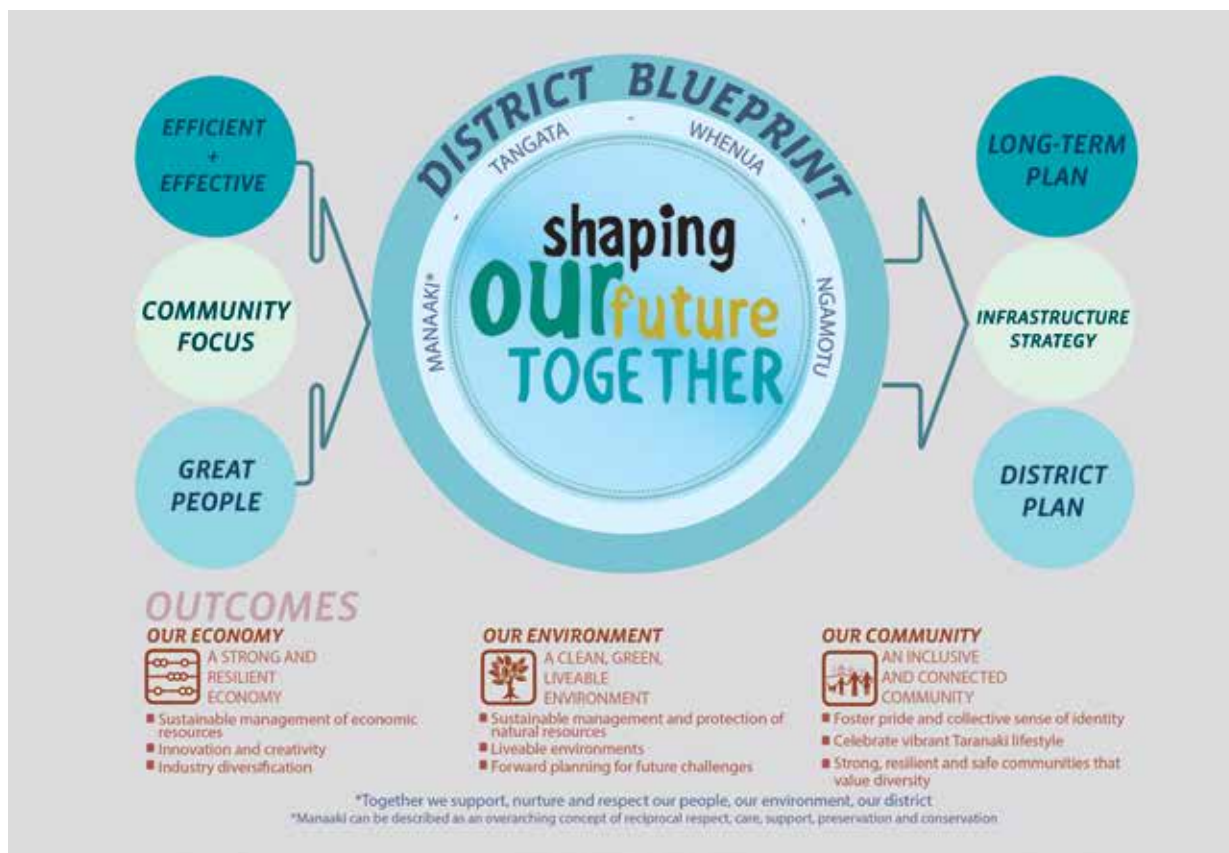 EFFICIENT
+
EFFECTIVE
COMMUNITY
FOCUS
GREAT
PEOPLE
DISTRICT BLUEPRINT
MANAAKI* - TANGATA - WHENUA - NGAMOTU
shaping
our future
TOGETHER
LONG-TERM
PLAN
INFRASTRUCTURE
STRATEGY
DISTRICT
PLAN
OUTCOMES
OUR ECONOMY
A STRONG AND
RESILIENT
ECONOMY
Sustainable management of economic
resources
Innovation and creativity
Industry diversification
OUR ENVIRONMENT
A CLEAN, GREEN,
LIVEABLE
ENVIRONMENT
Sustainable management and protection of
natural resources
Liveable environments
Forward planning for future challenges
OUR COMMUNITY
AN INCLUSIVE
AND CONNECTED
COMMUNITY
Foster pride and collective sense of identity
Celebrate vibrant Taranaki lifestyle
Strong, resilient and safe communities that
value diversity
*Together we support, nurture and respect our people, our environment, our district
*Manaaki can be described as an overarching concept of reciprocal respect, care, support, preservation and conservation